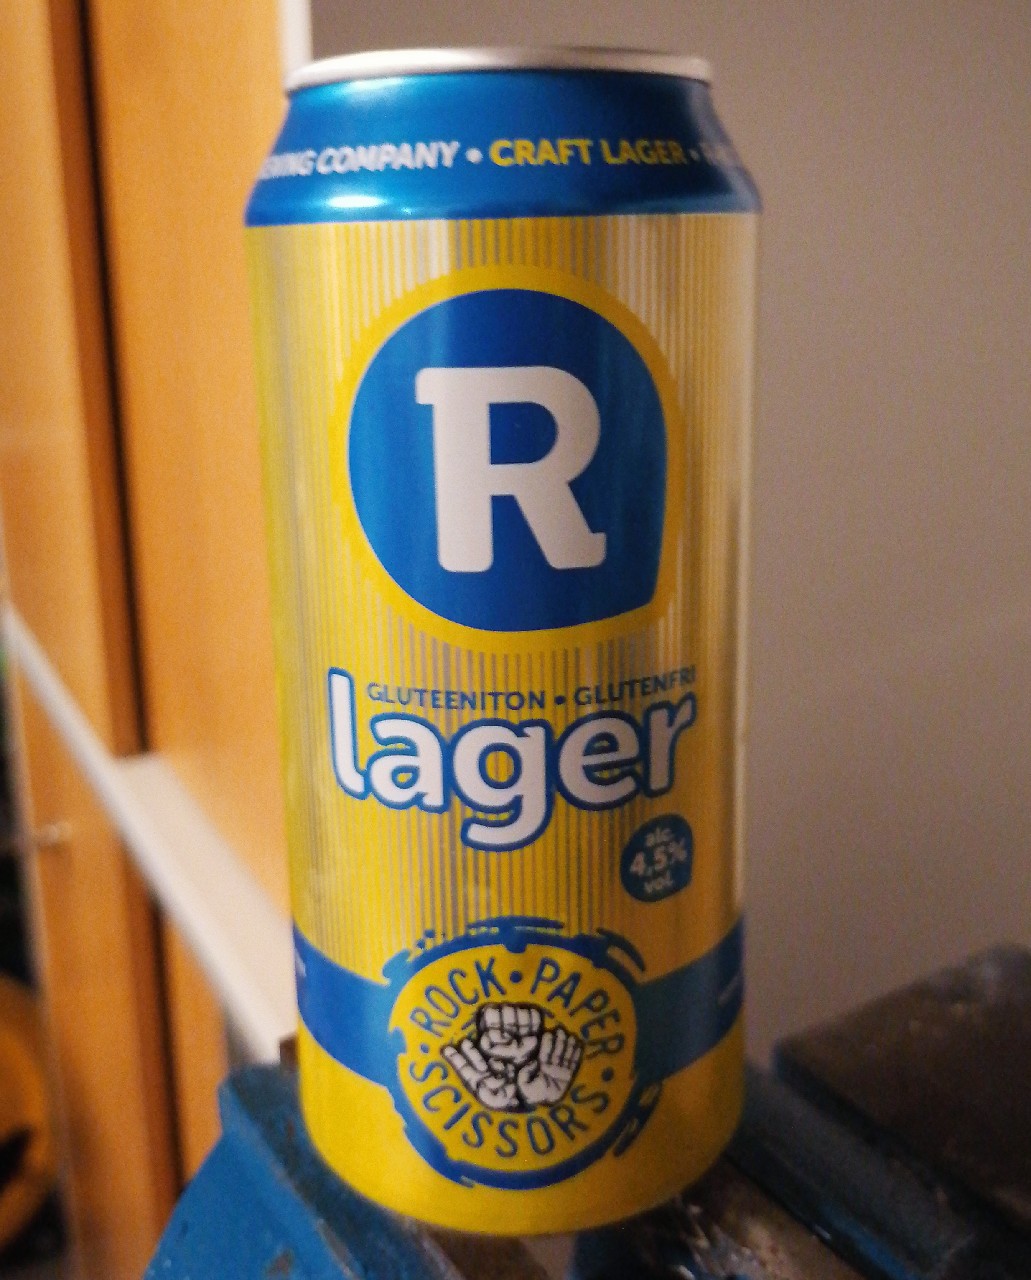 COMPANY • CRAFT LAGER •
R
GLUTEENITON • GLUTENFRI
lager
alc.
4,5%
vol.
ROCK • PAPER •
SCISSORS •